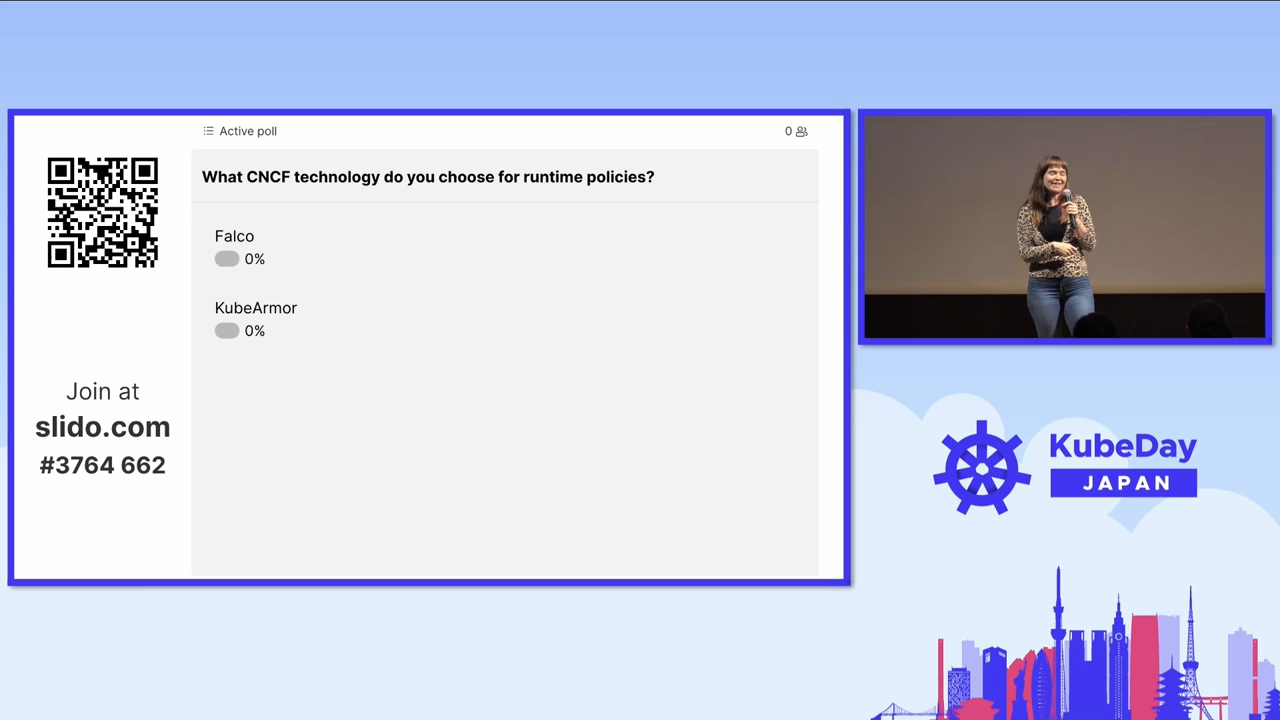 Active poll
0
What CNCF technology do you choose for runtime policies?
Falco
0%
KubeArmor
0%
Join at
slido.com
#3764 662
KubeDay
JAPAN